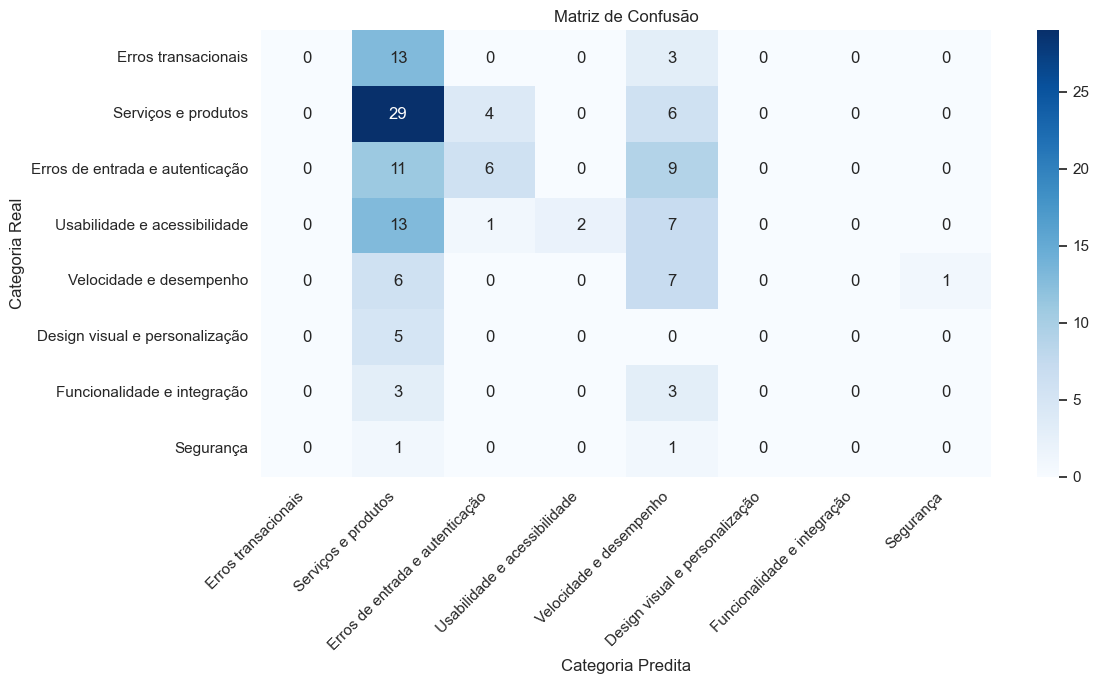 Matriz de Confusão
Categoria Real
Erros transacionais 0 13 0 0 3 0 0 0
Serviços e produtos 0 29 4 0 6 0 0 0
Erros de entrada e autenticação 0 11 6 0 9 0 0 0
Usabilidade e acessibilidade 0 13 1 2 7 0 0 0
Velocidade e desempenho 0 6 0 0 7 0 0 1
Design visual e personalização 0 5 0 0 0 0 0 0
Funcionalidade e integração 0 3 0 0 3 0 0 0
Segurança 0 1 0 0 1 0 0 0
Erros transacionais
Serviços e produtos
Erros de entrada e autenticação
Usabilidade e acessibilidade
Velocidade e desempenho
Design visual e personalização
Funcionalidade e integração
Segurança
Categoria Predita
25
20
15
10
5
0